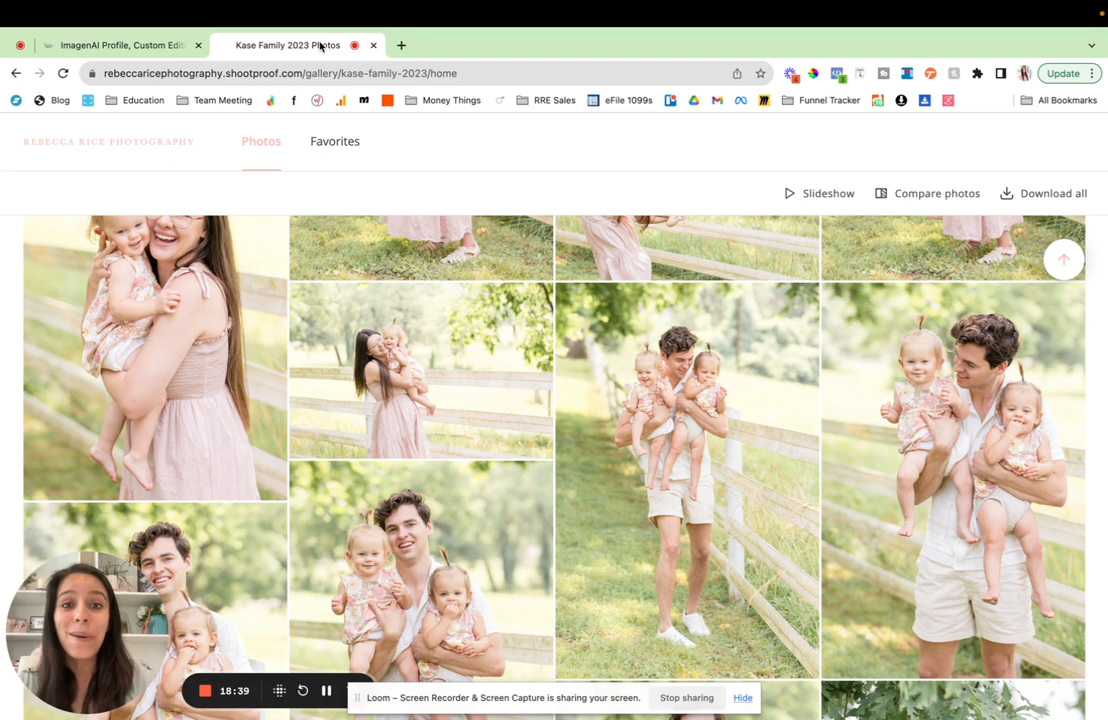 ImagenAI Profile, Custom Edit
Kase Family 2023 Photos
rebeccaricephotography.shootproof.com/gallery/kase-family-2023/home
4
3
Update
Blog
Education
Team Meeting
Money Things
RRE Sales
eFile 1099s
Funnel Tracker
All Bookmarks
REBECCA RICE PHOTOGRAPHY
Photos
Favorites
Slideshow
Compare photos
Download all
18:39
Loom – Screen Recorder & Screen Capture is sharing your screen.
Stop sharing
Hide